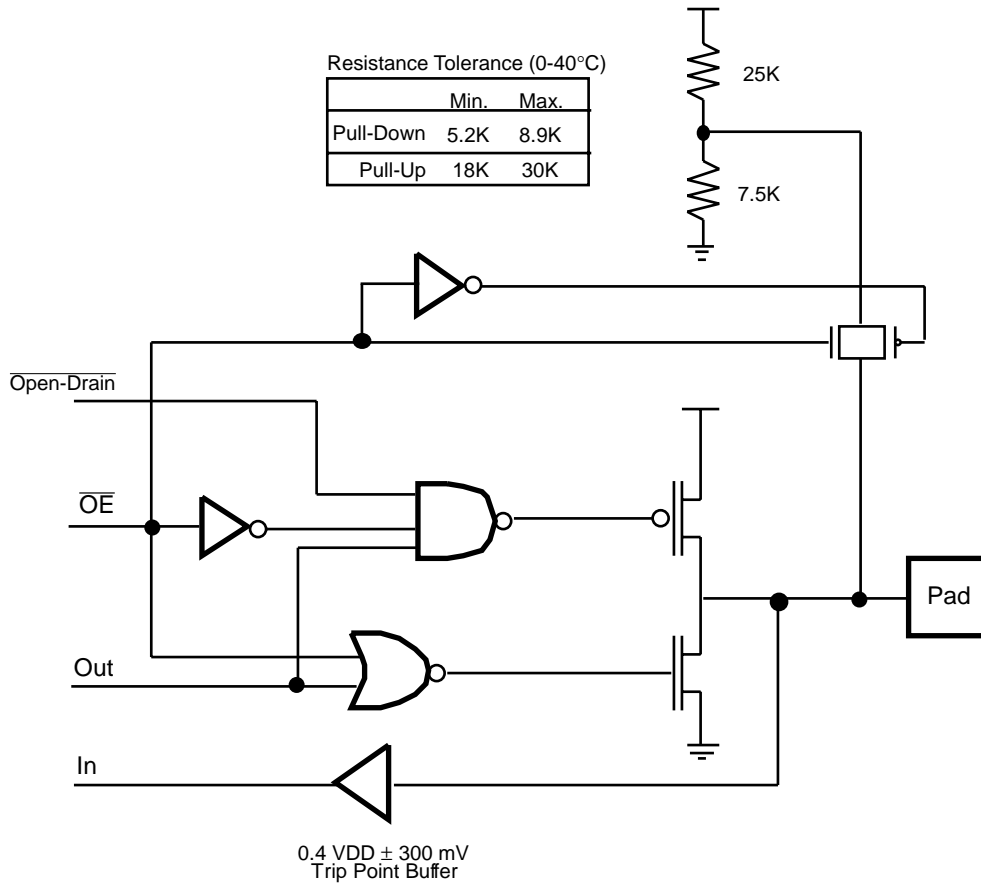 Resistance Tolerance (0-40°C)
Min. Max.
Pull-Down 5.2K 8.9K
Pull-Up 18K 30K
25K
7.5K
Open-Drain
OE
Out
In
Pad
0.4 VDD ± 300 mV
Trip Point Buffer